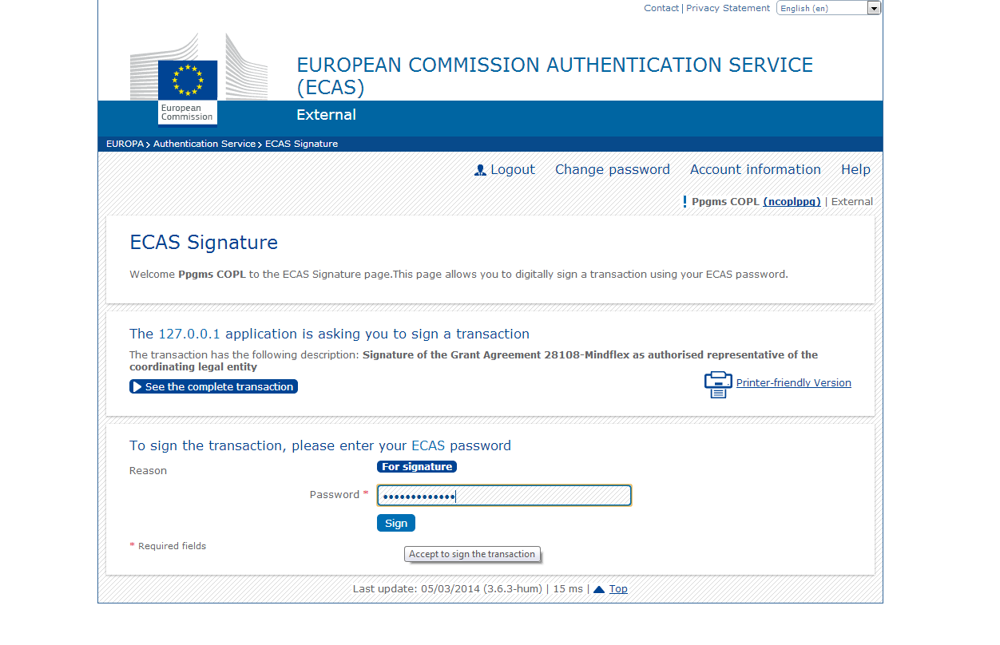 Contact | Privacy Statement English (en)
EUROPEAN COMMISSION AUTHENTICATION SERVICE
(ECAS)
European
Commission
External
EUROPA > Authentication Service > ECAS Signature
Logout Change password Account information Help
! Ppgms COPL (ncoplppq) | External
ECAS Signature
Welcome Ppgms COPL to the ECAS Signature page.This page allows you to digitally sign a transaction using your ECAS password.
The 127.0.0.1 application is asking you to sign a transaction
The transaction has the following description: Signature of the Grant Agreement 28108-Mindflex as authorised representative of the
coordinating legal entity
See the complete transaction
Printer-friendly Version
To sign the transaction, please enter your ECAS password
Reason For signature
Password * •••••••••••••
Sign
* Required fields
Accept to sign the transaction
Last update: 05/03/2014 (3.6.3-hum) | 15 ms | Top